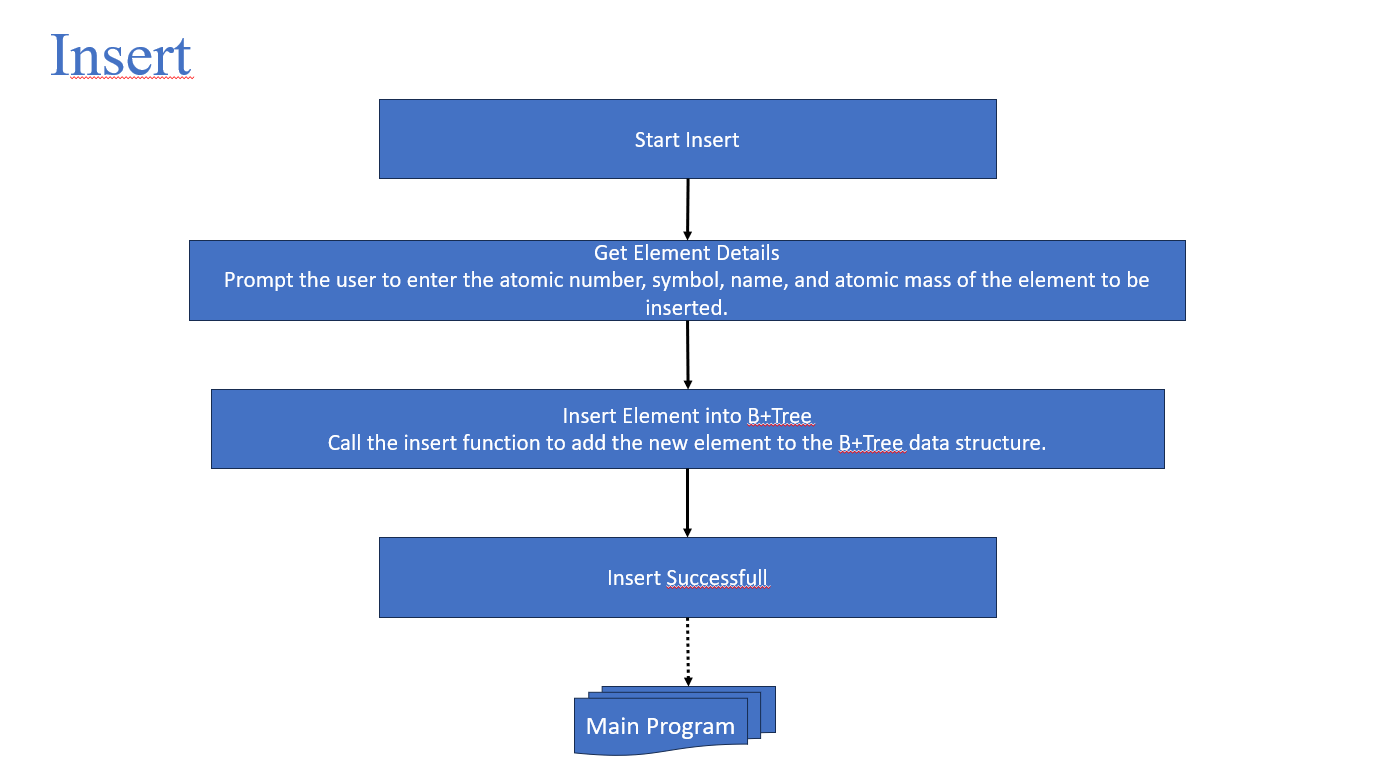 Insert
Start Insert
Get Element Details
Prompt the user to enter the atomic number, symbol, name, and atomic mass of the element to be
inserted.
Insert Element into B+Tree
Call the insert function to add the new element to the B+Tree data structure.
Insert Successfull
Main Program